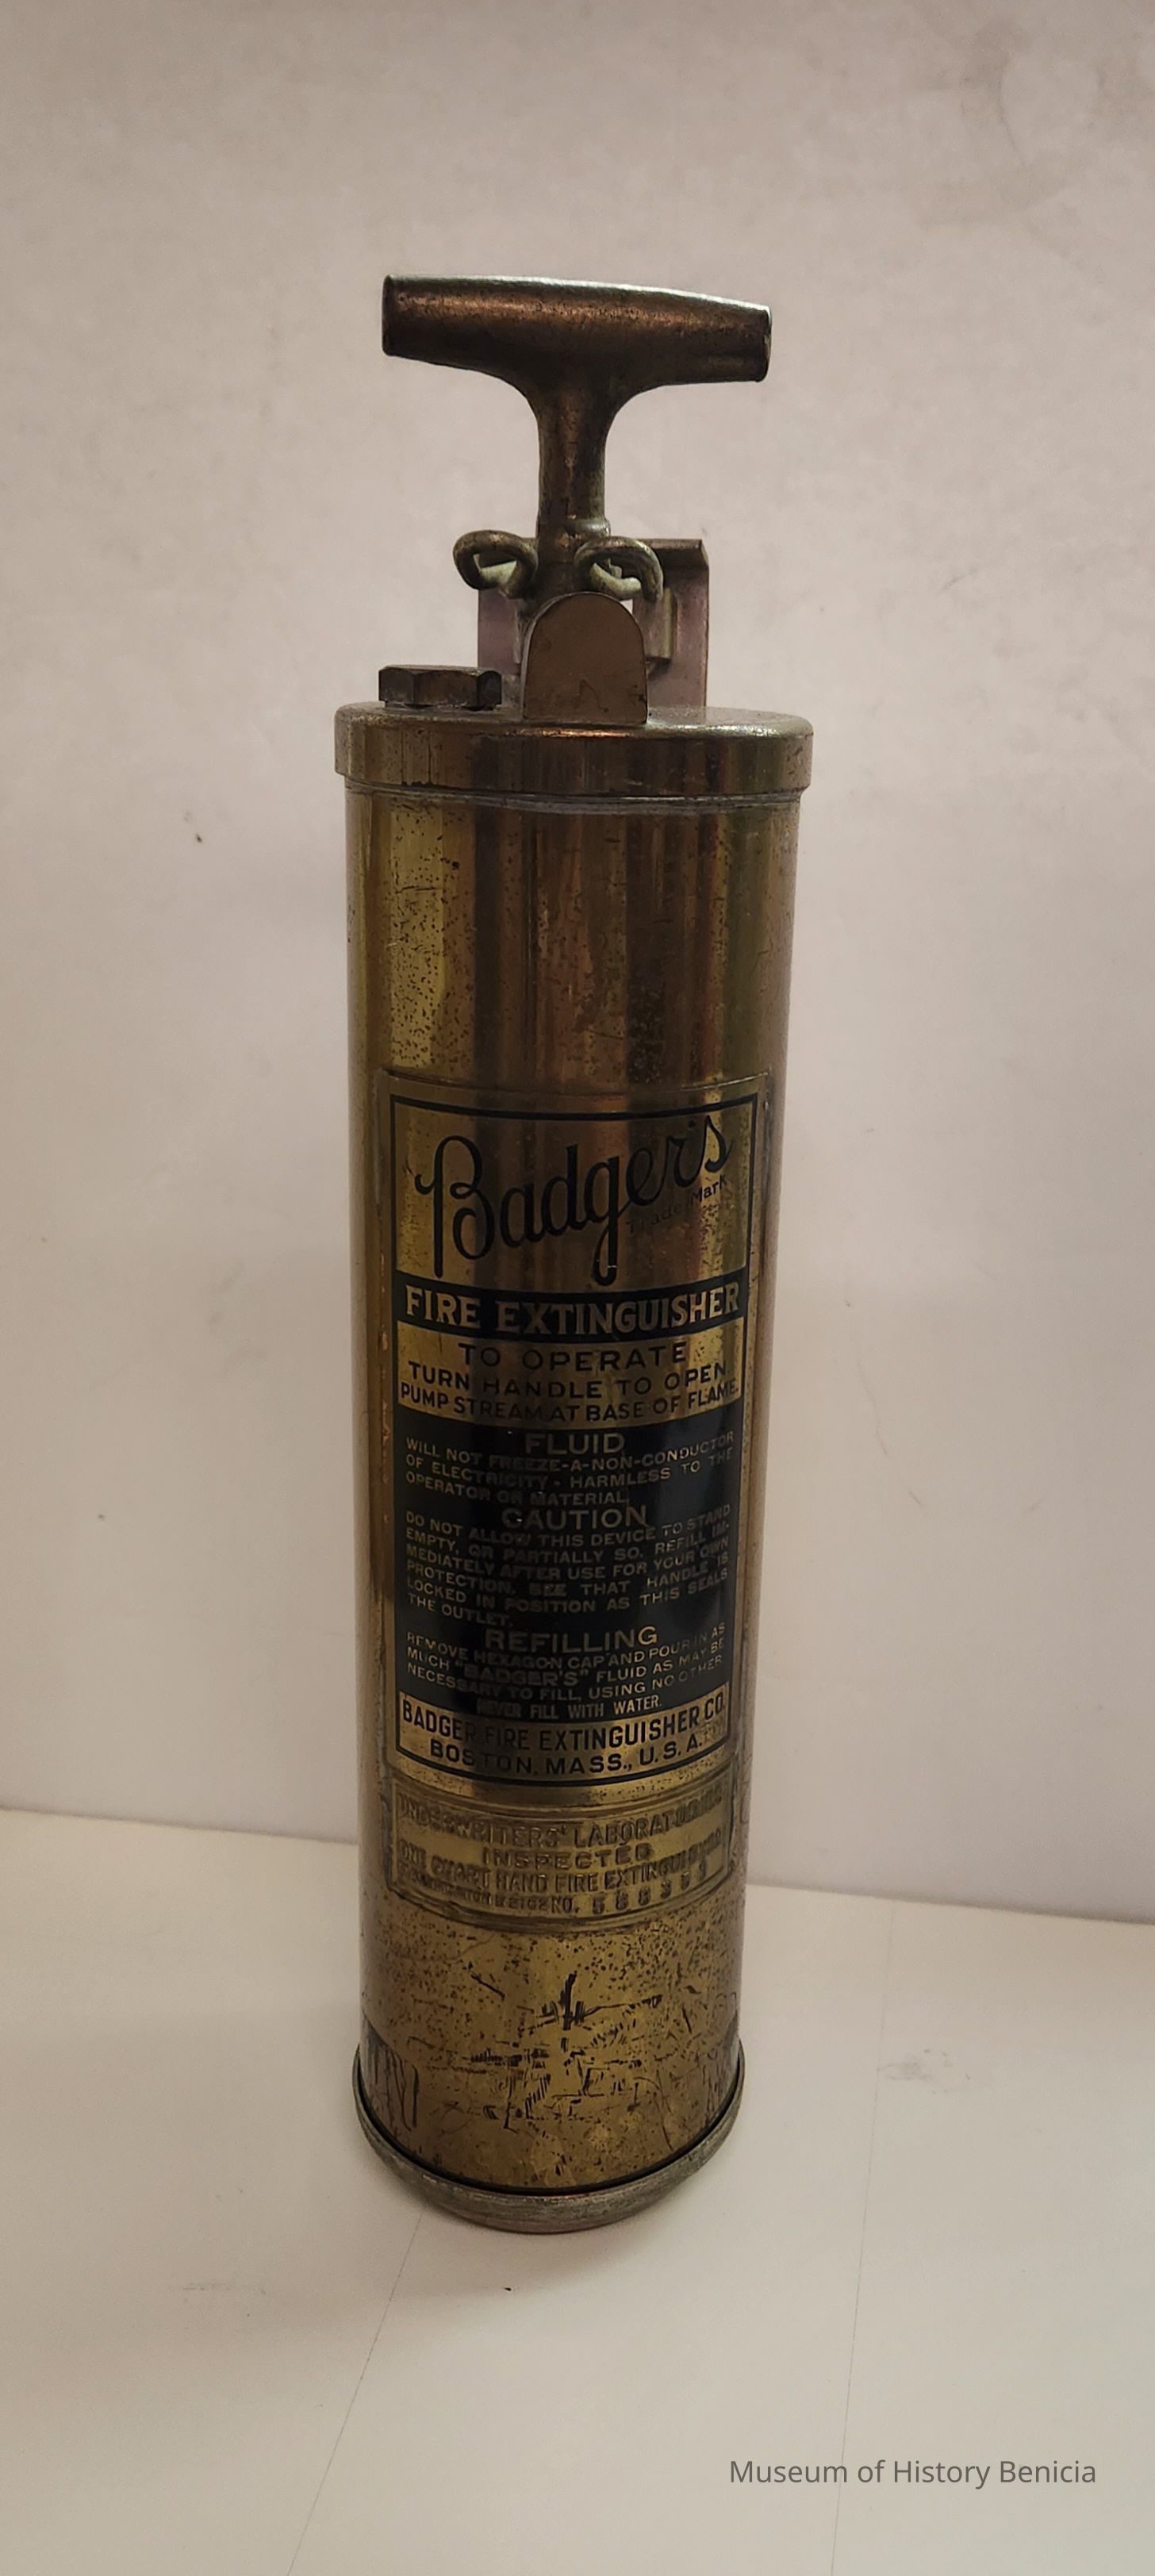 Badger's
Trade Mark
FIRE EXTINGUISHER
TO OPERATE
TURN HANDLE TO OPEN.
PUMP STREAM AT BASE OF FLAME.
FLUID
WILL NOT FREEZE-A-NON-CONDUCTOR
OF ELECTRICITY - HARMLESS TO THE
OPERATOR OR MATERIAL.
CAUTION
DO NOT ALLOW THIS DEVICE TO STAND
EMPTY, OR PARTIALLY SO. REFILL IM-
MEDIATELY AFTER USE FOR YOUR OWN
PROTECTION. SEE THAT HANDLE IS
LOCKED IN POSITION AS THIS SEALS
THE OUTLET.
REFILLING
REMOVE HEXAGON CAP AND POUR IN AS
MUCH "BADGER'S" FLUID AS MAY BE
NECESSARY TO FILL, USING NO OTHER.
NEVER FILL WITH WATER.
BADGER FIRE EXTINGUISHER CO.
BOSTON, MASS., U.S.A.
UNDERWRITERS' LABORATORIES
INSPECTED
ONE QUART HAND FIRE EXTINGUISHER
NO.
Museum of History Benicia